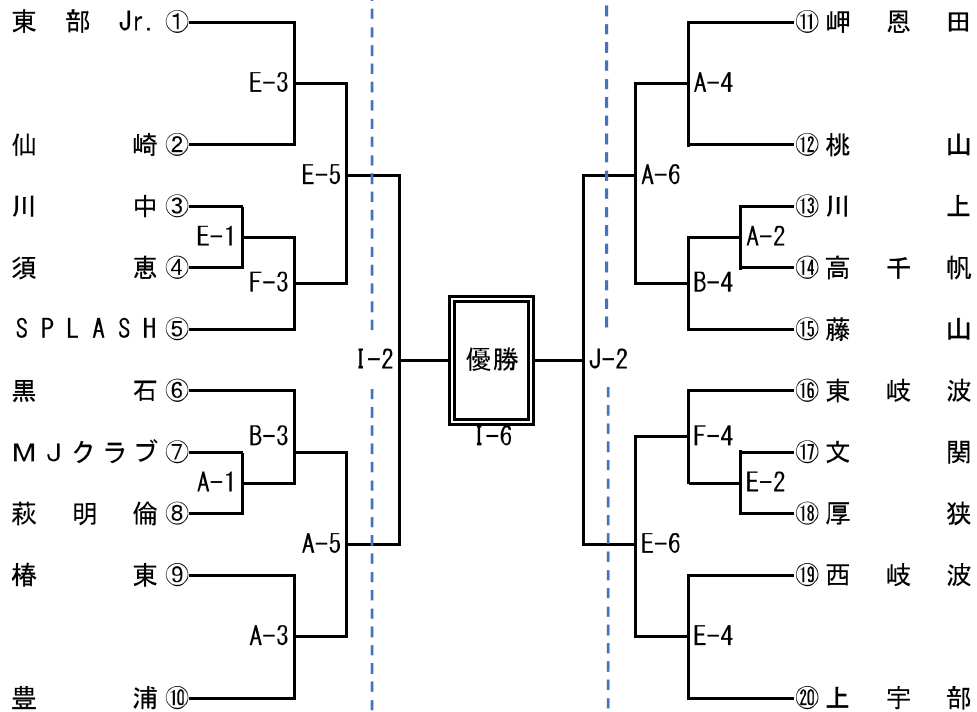 東部Jr. ①
E-3
仙崎 ②
E-5
川中 ③
E-1
須恵 ④
F-3
SPLASH ⑤
I-2
黒石 ⑥
B-3
MJクラブ ⑦
A-1
萩明倫 ⑧
A-5
椿東 ⑨
A-3
豊浦 ⑩
優勝
I-6
⑪ 岬恩田
A-4
⑫ 桃山
A-6
⑬ 川上
A-2
⑭ 高千帆
B-4
⑮ 藤山
J-2
⑯ 東岐波
F-4
⑰ 文関
E-2
⑱ 厚狭
E-6
⑲ 西岐波
E-4
⑳ 上宇部